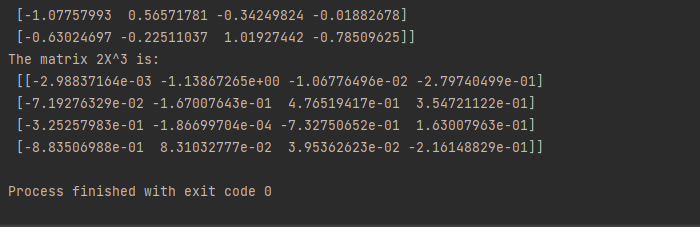 [-1.07757993  0.56571781 -0.34249824 -0.01882678]
[-0.63024697 -0.22511037  1.01927442 -0.78509625]]
The matrix 2X^3 is:
[[-2.98837164e-03 -1.13867265e+00 -1.06776496e-02 -2.79740499e-01]
[-7.19276329e-02 -1.67007643e-01  4.76519417e-01  3.54721122e-01]
[-3.25257983e-01 -1.86699704e-04 -7.32750652e-01  1.63007963e-01]
[-8.83506988e-01  8.31032777e-02  3.95362623e-02 -2.16148829e-01]]
Process finished with exit code 0